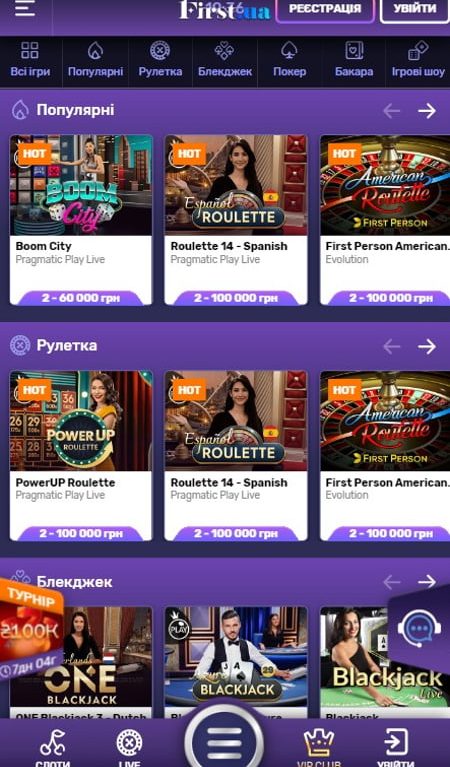 First.ua
РЕЄСТРАЦІЯ
УВІЙТИ
Всі ігри
Популярні
Рулетка
Блекджек
Покер
Бакара
Ігрові шоу
Популярні
HOT
BOOM
City
HOT
Español
ROULETTE
HOT
American
Roulette
FIRST PERSON
Boom City
Roulette 14 - Spanish
First Person American.
Pragmatic Play Live
Pragmatic Play Live
Evolution
2 - 60 000 грн
2 - 100 000 грн
2 - 100 000 грн
Рулетка
HOT
POWERUP
ROULETTE
HOT
Español
ROULETTE
HOT
American
Roulette
FIRST PERSON
PowerUP Roulette
Roulette 14 - Spanish
First Person American.
Pragmatic Play Live
Pragmatic Play Live
Evolution
2 - 100 000 грн
2 - 100 000 грн
2 - 100 000 грн
Блекджек
ТУРНІР
₴100K
7дн 04г
ONE
BLACKJACK
PLAY
BLACKJACK
Blackjack
Live
ONE Blackjack 3 - Dutch
Blackjack
СЛОТИ
LIVE
VIP CLUB
УВІЙТИ